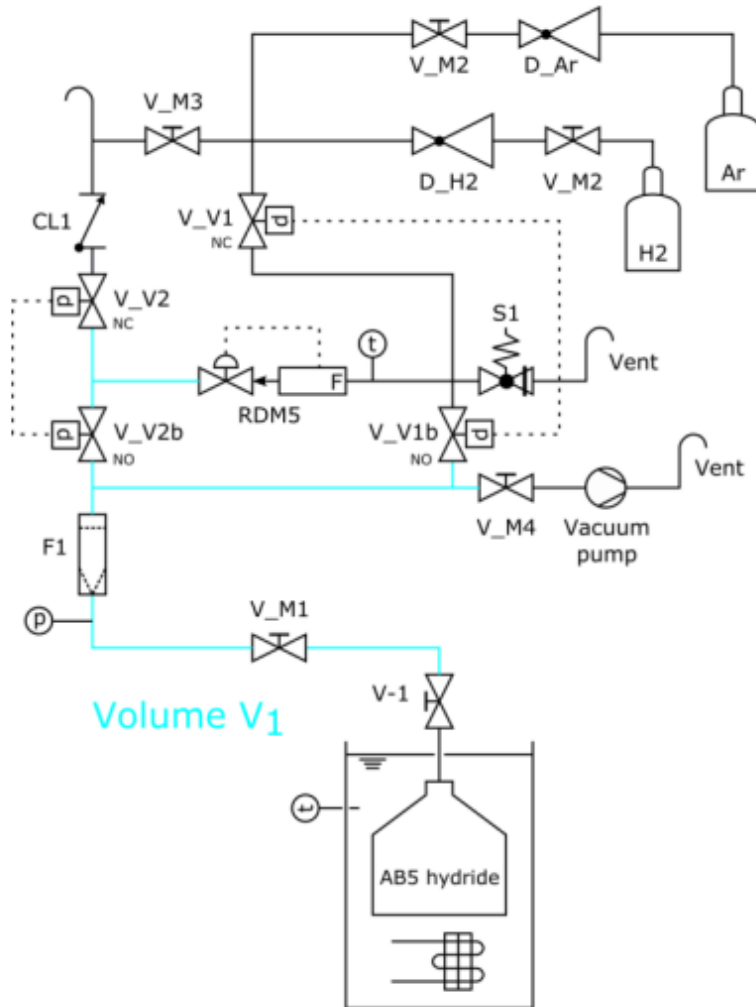 V_M2
D_Ar
Ar
V_M3
D_H2
V_M2
H2
CL1
V_V1
NC
d
p
V_V2
NC
S1
t
Vent
F
RDM5
p
V_V2b
NO
V_V1b
NO
d
Vent
V_M4
Vacuum
pump
F1
p
V_M1
V-1
Volume V1
t
AB5 hydride